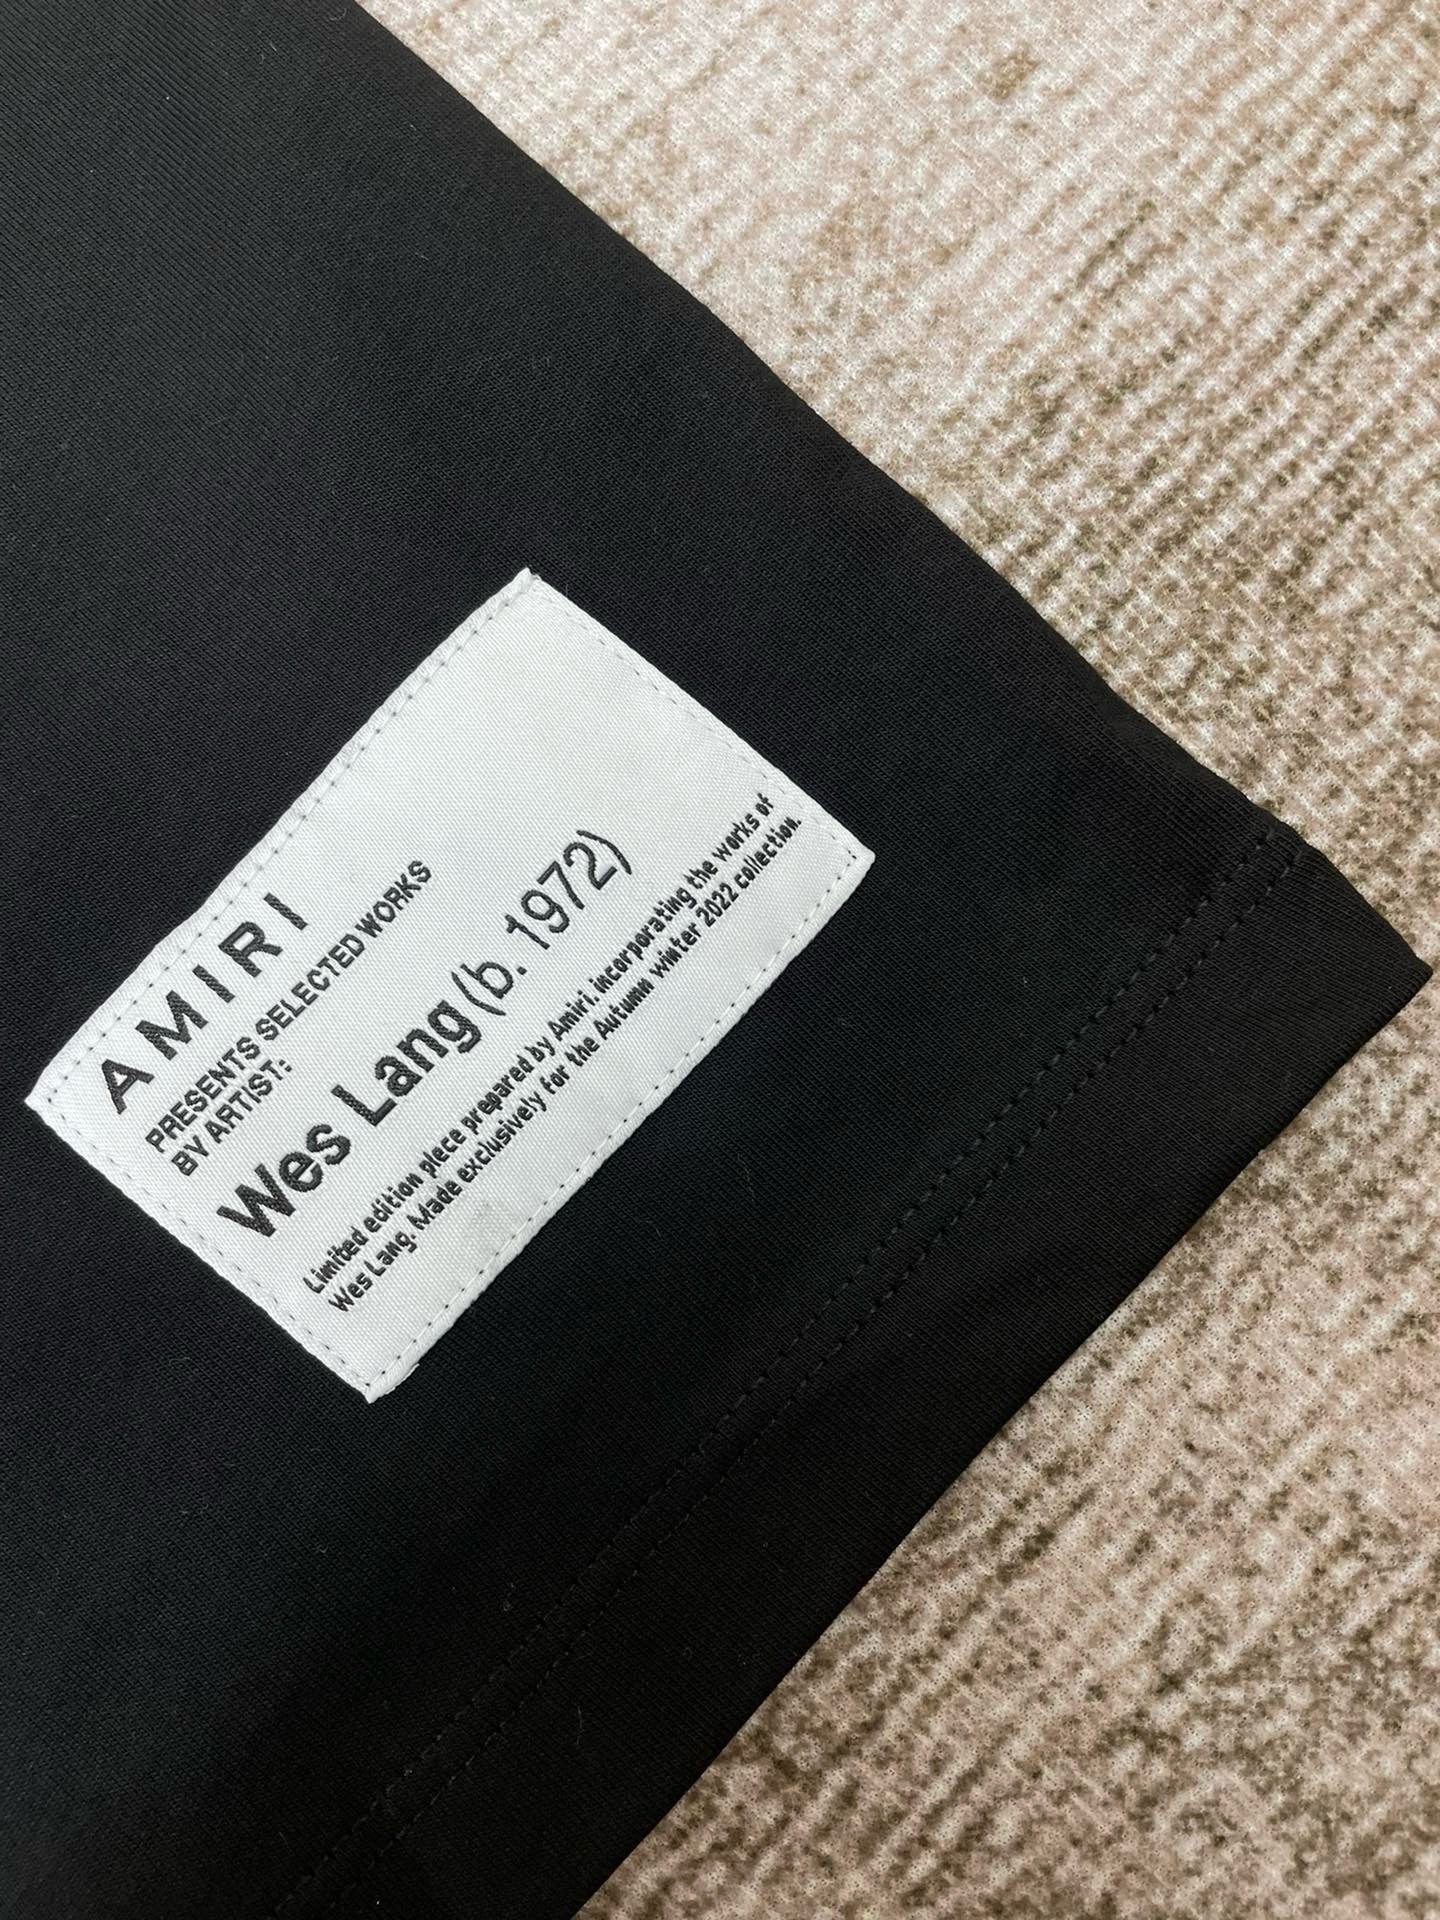 AMIRI
PRESENTS SELECTED WORKS
BY ARTIST:
Wes Lang (b. 1972)
Limited edition piece prepared by Amiri, incorporating the works of
Wes Lang. Made exclusively for the Autumn winter 2022 collection.